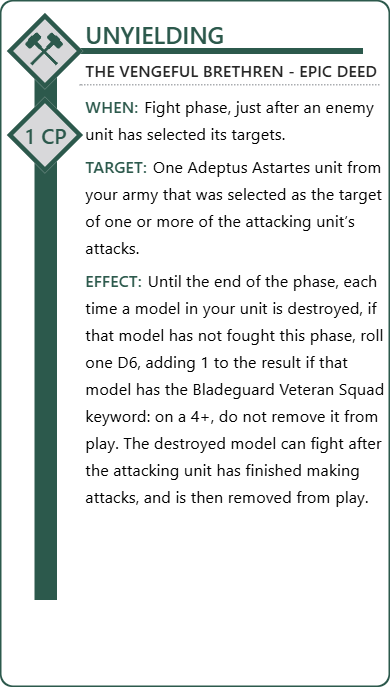 UNYIELDING
THE VENGEFUL BRETHREN - EPIC DEED
1 CP
WHEN: Fight phase, just after an enemy
unit has selected its targets.
TARGET: One Adeptus Astartes unit from
your army that was selected as the target
of one or more of the attacking unit's
attacks.
EFFECT: Until the end of the phase, each
time a model in your unit is destroyed, if
that model has not fought this phase, roll
one D6, adding 1 to the result if that
model has the Bladeguard Veteran Squad
keyword: on a 4+, do not remove it from
play. The destroyed model can fight after
the attacking unit has finished making
attacks, and is then removed from play.